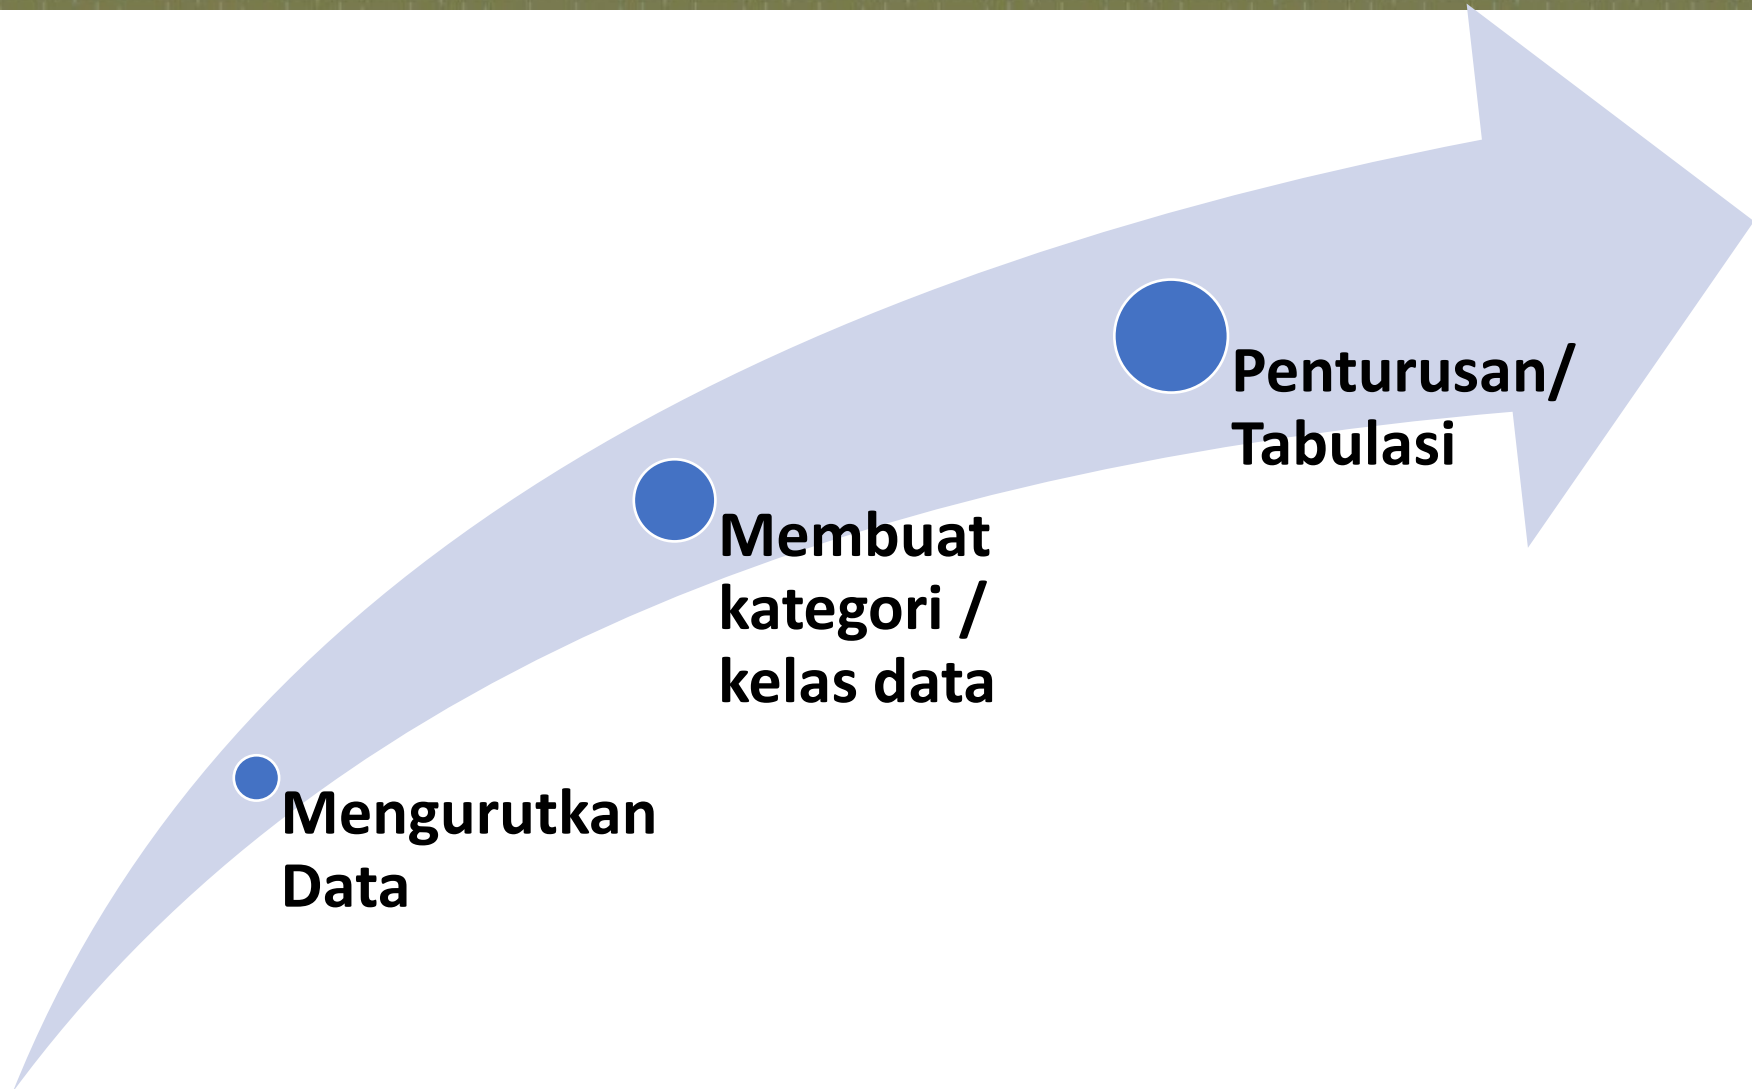 Mengurutkan
Data
Membuat
kategori /
kelas data
Penturusan/
Tabulasi